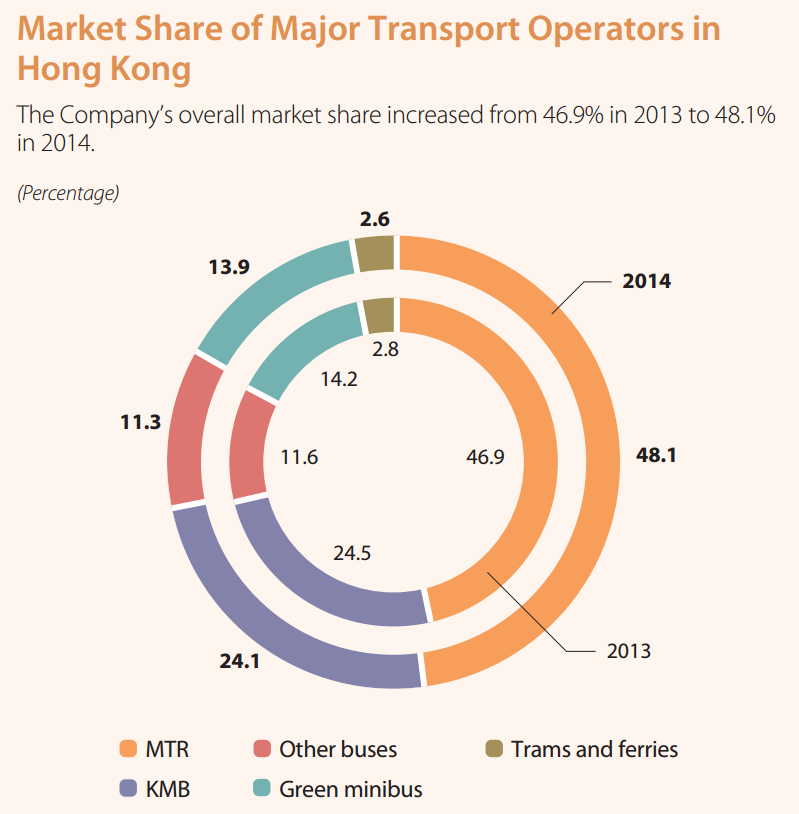 Market Share of Major Transport Operators in
Hong Kong
The Company’s overall market share increased from 46.9% in 2013 to 48.1%
in 2014.
(Percentage)
2.6
13.9
2014
2.8
14.2
11.3
11.6
46.9
48.1
24.5
2013
24.1
MTR
Other buses
Trams and ferries
KMB
Green minibus